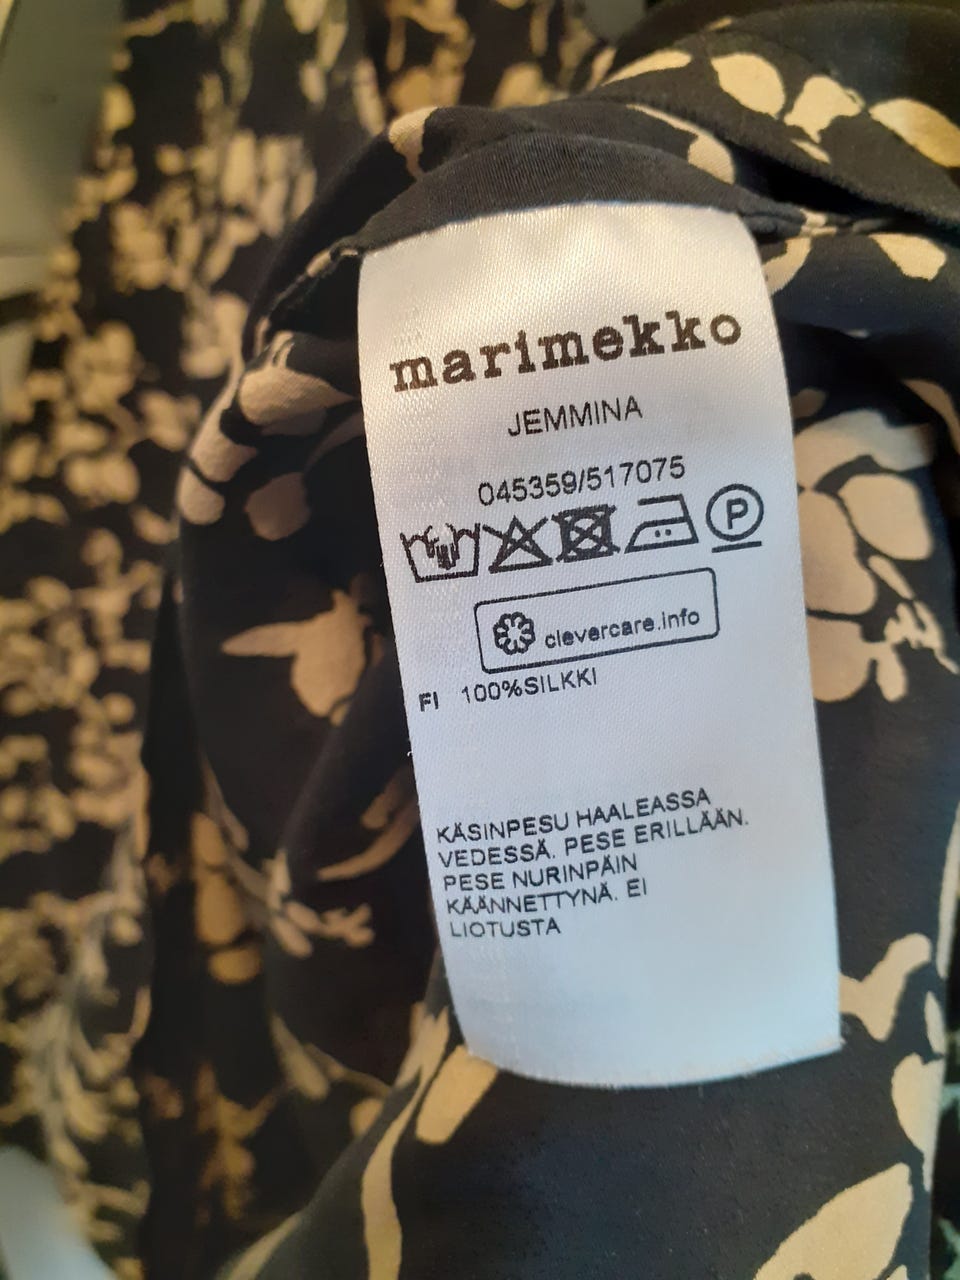 marimekko
JEMMINA
045359/517075
P
clevercare.info
FI 100%SILKKI
KÄSINPESU HAALEASSA
VEDESSÄ. PESE ERILLÄÄN.
PESE NURINPÄIN
KÄÄNNETTYNÄ. EI
LIOTUSTA